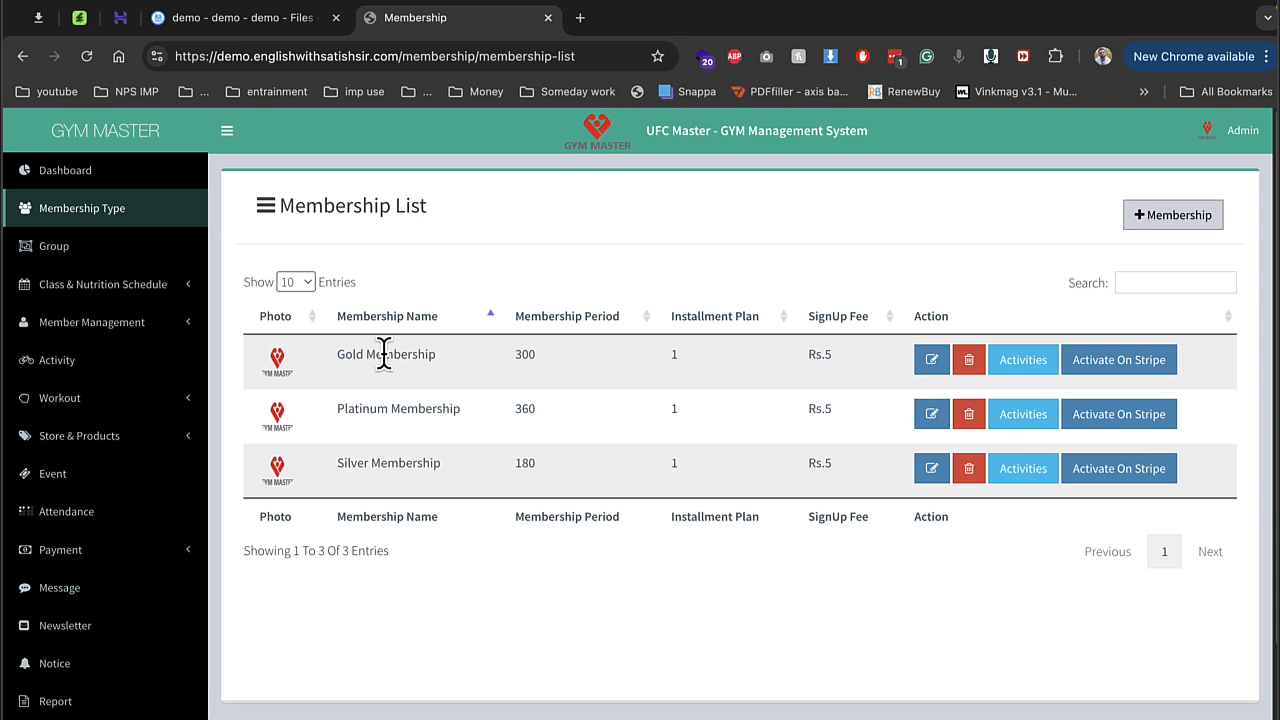 demo - demo - demo - Files
Membership
https://demo.englishwithsatishsir.com/membership/membership-list
20
ABP
1
New Chrome available
youtube
NPS IMP
...
entrainment
imp use
...
Money
Someday work
Snappa
PDFfiller - axis ba...
RenewBuy
Vinkmag v3.1 - Mu...
»
All Bookmarks
GYM MASTER
GYM MASTER
UFC Master - GYM Management System
Admin
Dashboard
Membership Type
Group
Class & Nutrition Schedule
Member Management
Activity
Workout
Store & Products
Event
Attendance
Payment
Message
Newsletter
Notice
Report
Membership List
+ Membership
Show 10 Entries
Search:
Photo Membership Name Membership Period Installment Plan SignUp Fee Action
Gold Membership 300 1 Rs.5 Activities Activate On Stripe
Platinum Membership 360 1 Rs.5 Activities Activate On Stripe
Silver Membership 180 1 Rs.5 Activities Activate On Stripe
Photo Membership Name Membership Period Installment Plan SignUp Fee Action
Showing 1 To 3 Of 3 Entries
Previous 1 Next